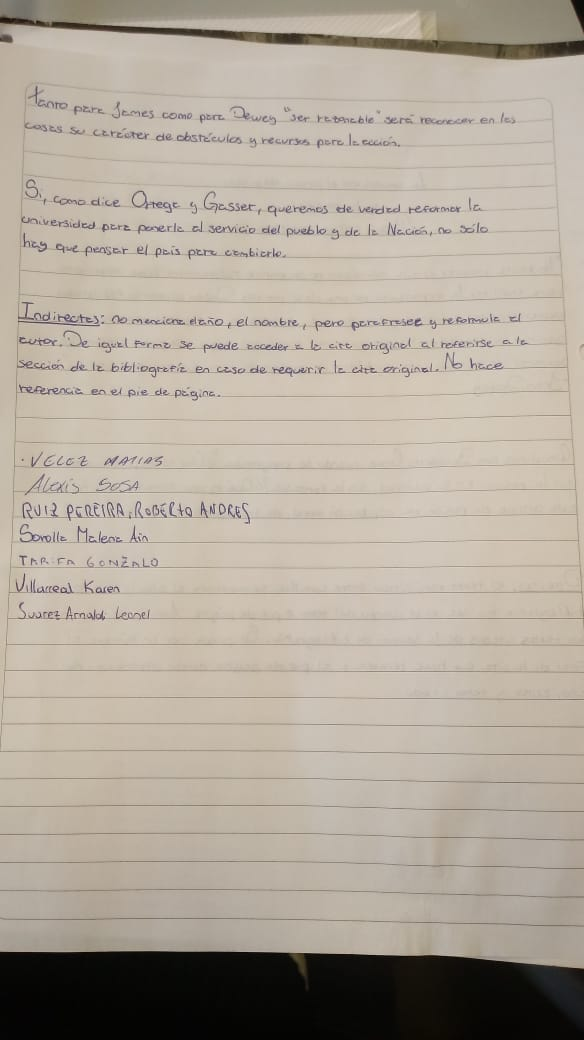 tanto para James como para Dewey "ser razonable" será reconocer en las
cosas su carácter de obstáculos y recursos para la acción.
Si, como dice Ortega y Gasser, queremos de verdad reformar la
universidad para ponerla al servicio del pueblo y de la Nación, no sólo
hay que pensar el país para cambiarlo.
Indirectas: no menciona el año, el nombre, pero parafrasea y reformula el
autor. De igual forma se puede acceder a la cita original al referirse a la
sección de la bibliografía en caso de requerir la cita original. No hace
referencia en el pie de página.
· VELEZ MATIAS
Alexis SOSA
RUIZ PEREIRA, ROBERTO ANDRES
Sorolla Malena Ain
TARIFA GONZALO
Villarreal Karen
Suarez Arnaldo Leonel